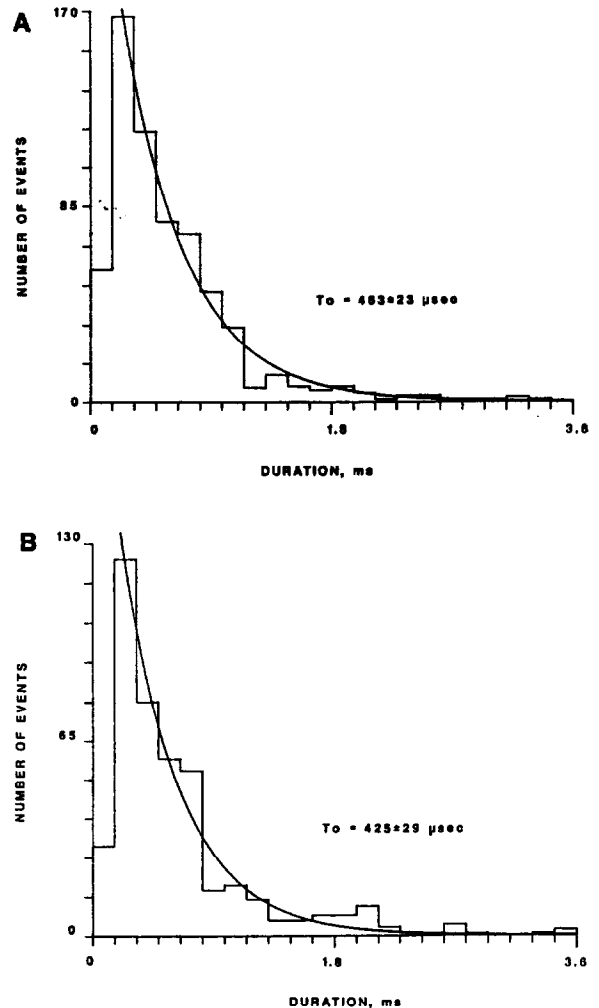 A
170
85
0
NUMBER OF EVENTS
To = 463±23 µsec
0
1.8
3.6
DURATION, ms
B
130
65
0
NUMBER OF EVENTS
To = 425±29 µsec
0
1.8
3.6
DURATION, ms